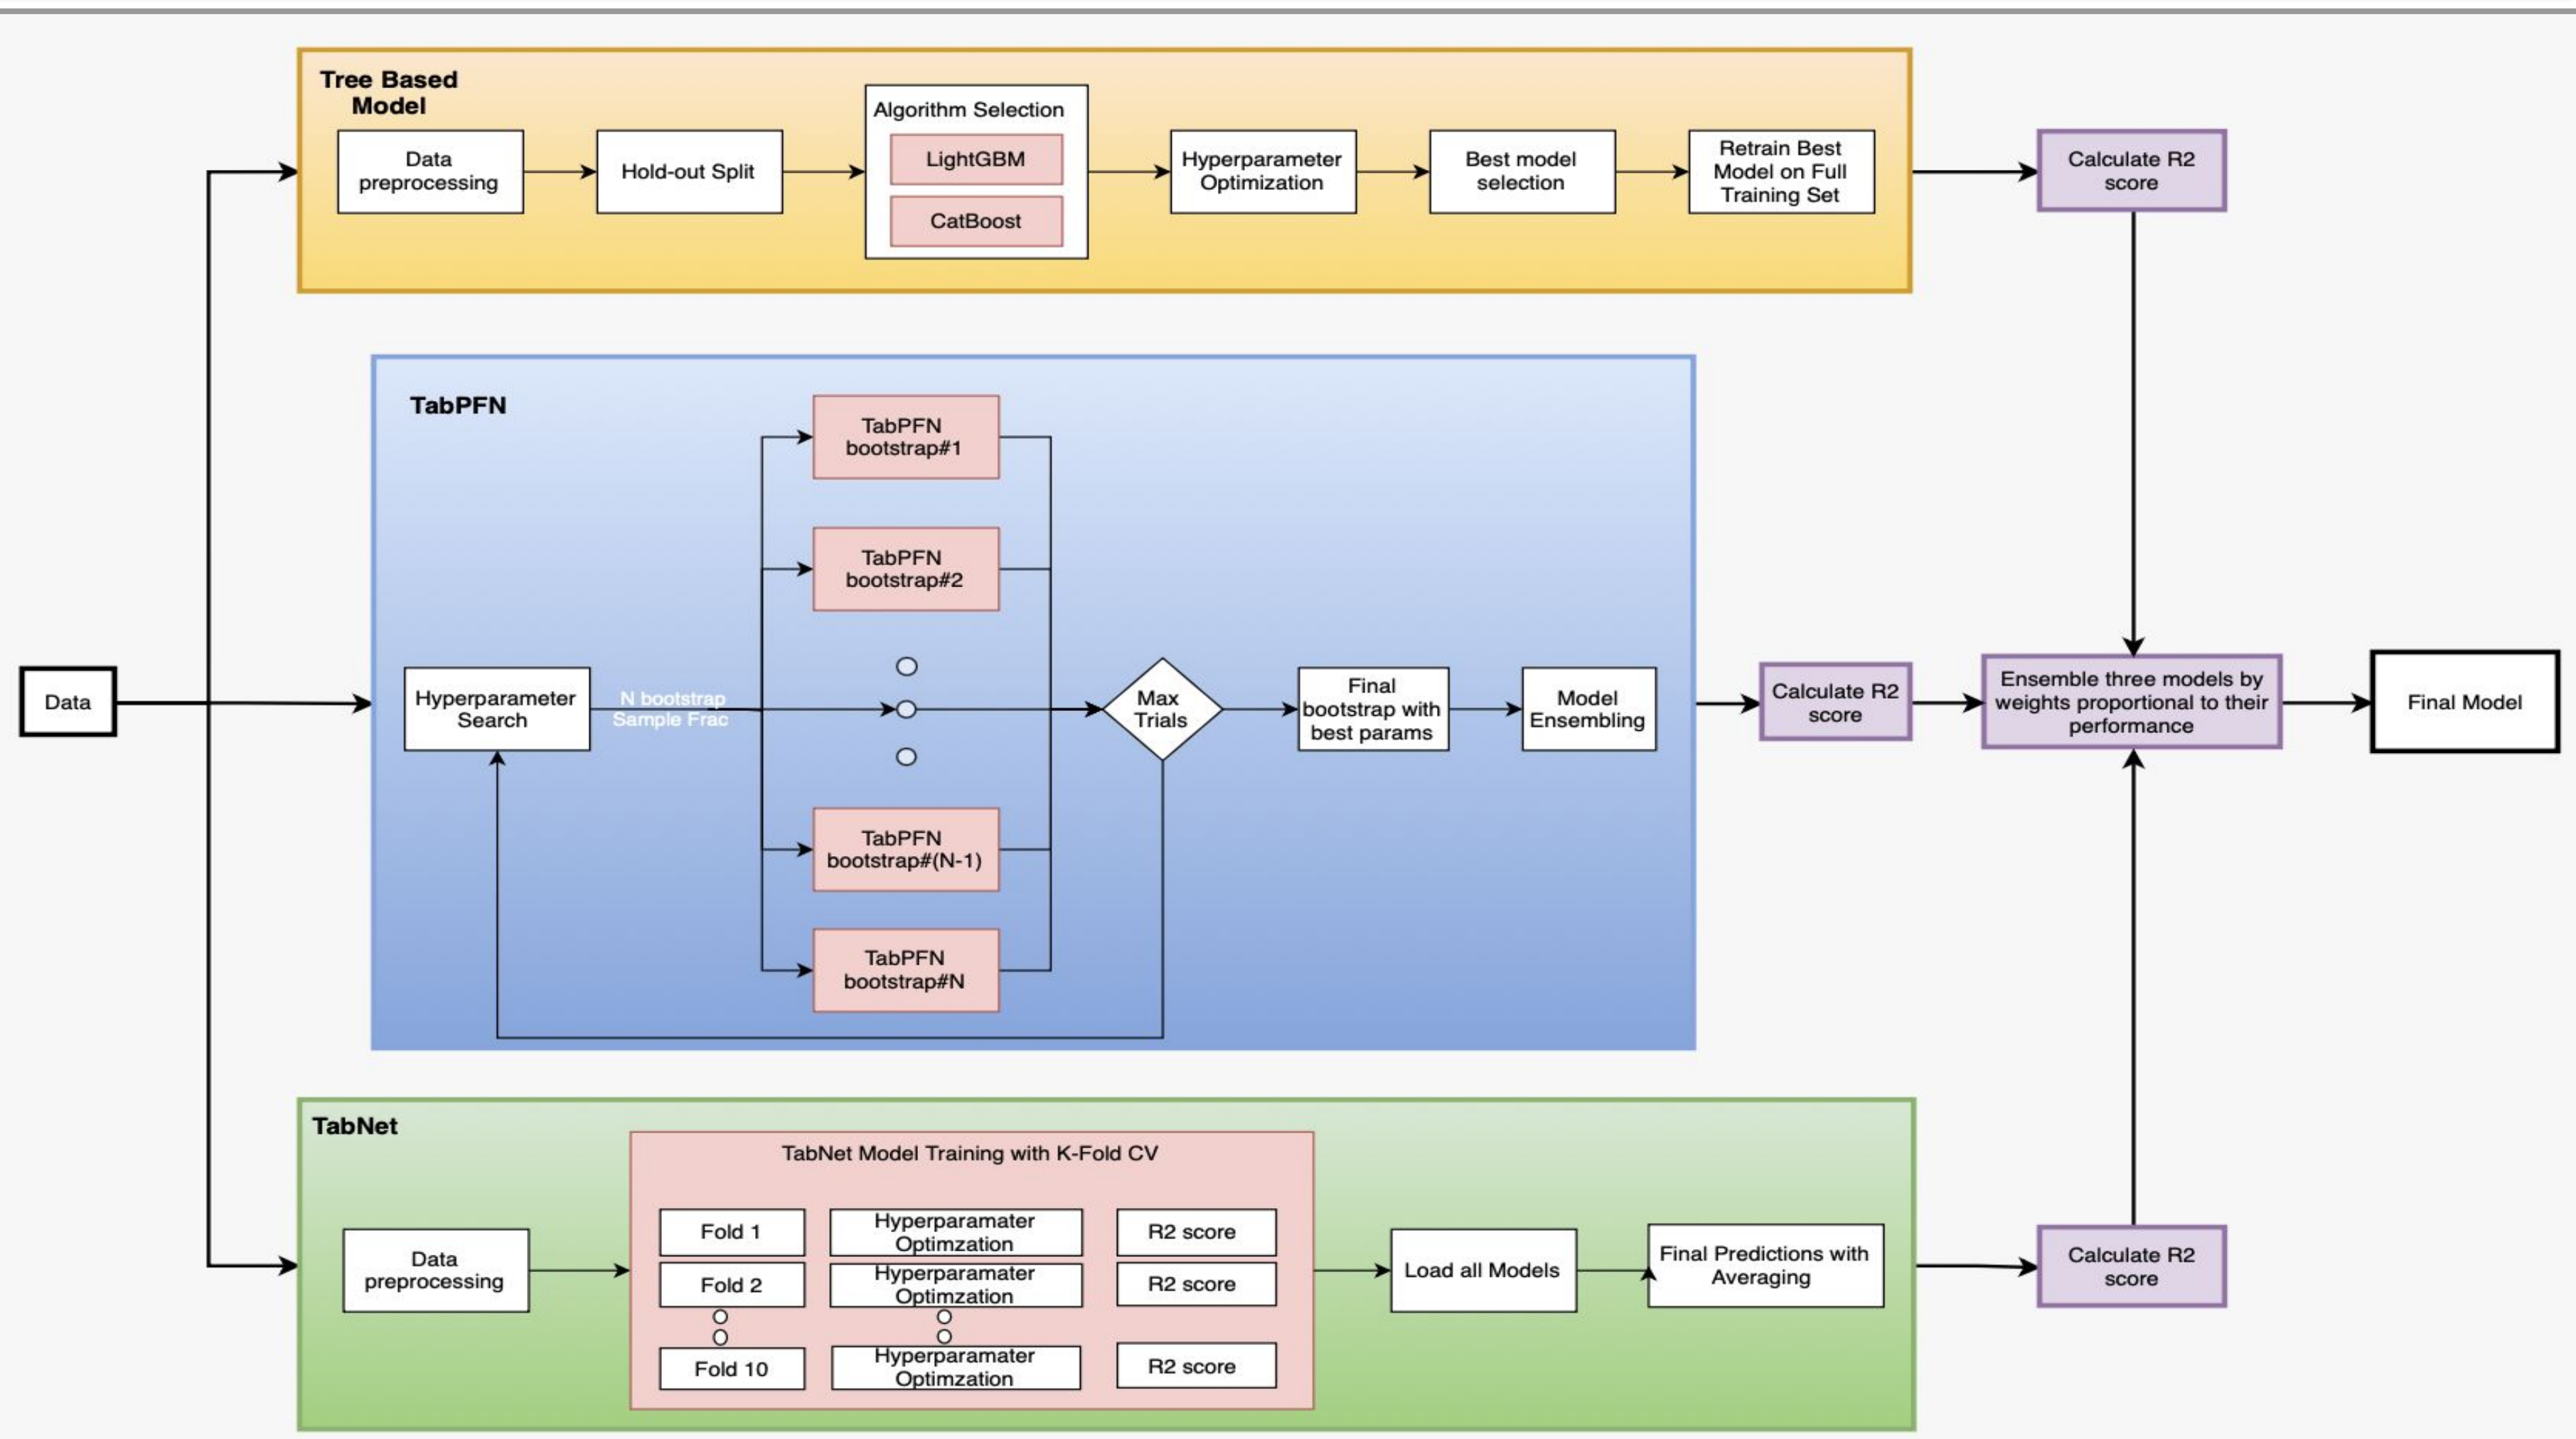 Tree Based
Model
Data
preprocessing
Hold-out Split
Algorithm Selection
LightGBM
CatBoost
Hyperparameter
Optimization
Best model
selection
Retrain Best
Model on Full
Training Set
Calculate R2
score
TabPFN
TabPFN
bootstrap#1
TabPFN
bootstrap#2
Data
Hyperparameter
Search
N bootstrap
Sample Frac
Max
Trials
Final
bootstrap with
best params
Model
Ensembling
Calculate R2
score
Ensemble three models by
weights proportional to their
performance
Final Model
TabPFN
bootstrap#(N-1)
TabPFN
bootstrap#N
TabNet
TabNet Model Training with K-Fold CV
Data
preprocessing
Fold 1
Hyperparamater
Optimzation
R2 score
Fold 2
Hyperparamater
Optimzation
R2 score
Fold 10
Hyperparamater
Optimzation
R2 score
Load all Models
Final Predictions with
Averaging
Calculate R2
score